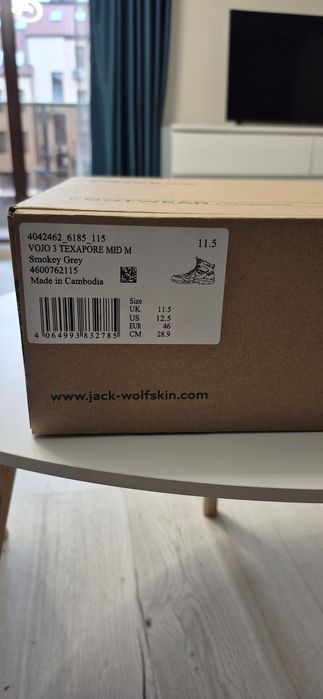 FOOTWEAR
4042462_6185_115
VOJO 3 TEXAPORE MID M
11.5
Smokey Grey
4600762115
Made in Cambodia
Size
UK 11.5
US 12.5
EUR 46
CM 28.9
4 064993 832785
www.jack-wolfskin.com